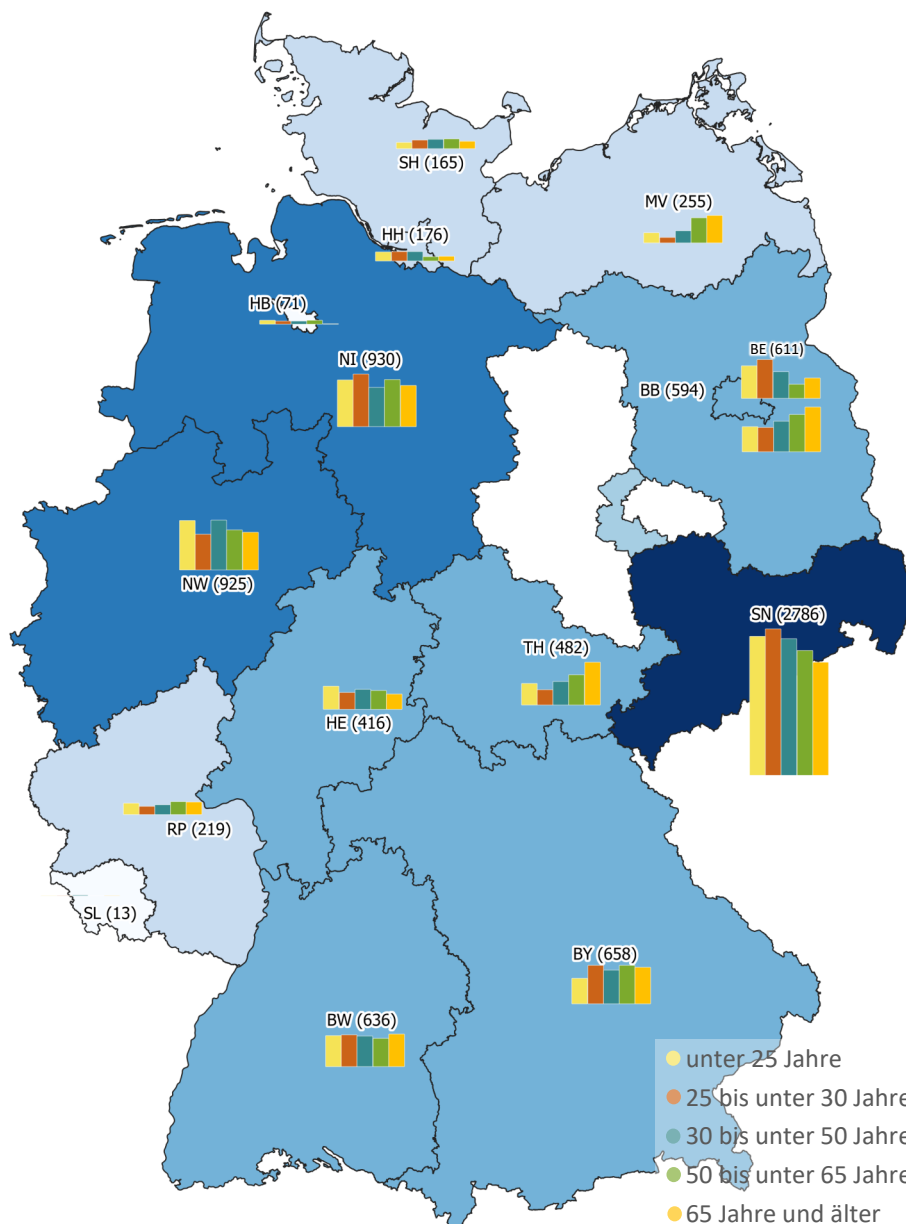 SH (165)
MV (255)
HH (176)
HB (71)
BE (611)
NI (930)
BB (594)
NW (925)
SN (2786)
TH (482)
HE (416)
RP (219)
SL (13)
BY (658)
BW (636)
unter 25 Jahre
25 bis unter 30 Jahre
30 bis unter 50 Jahre
50 bis unter 65 Jahre
65 Jahre und älter